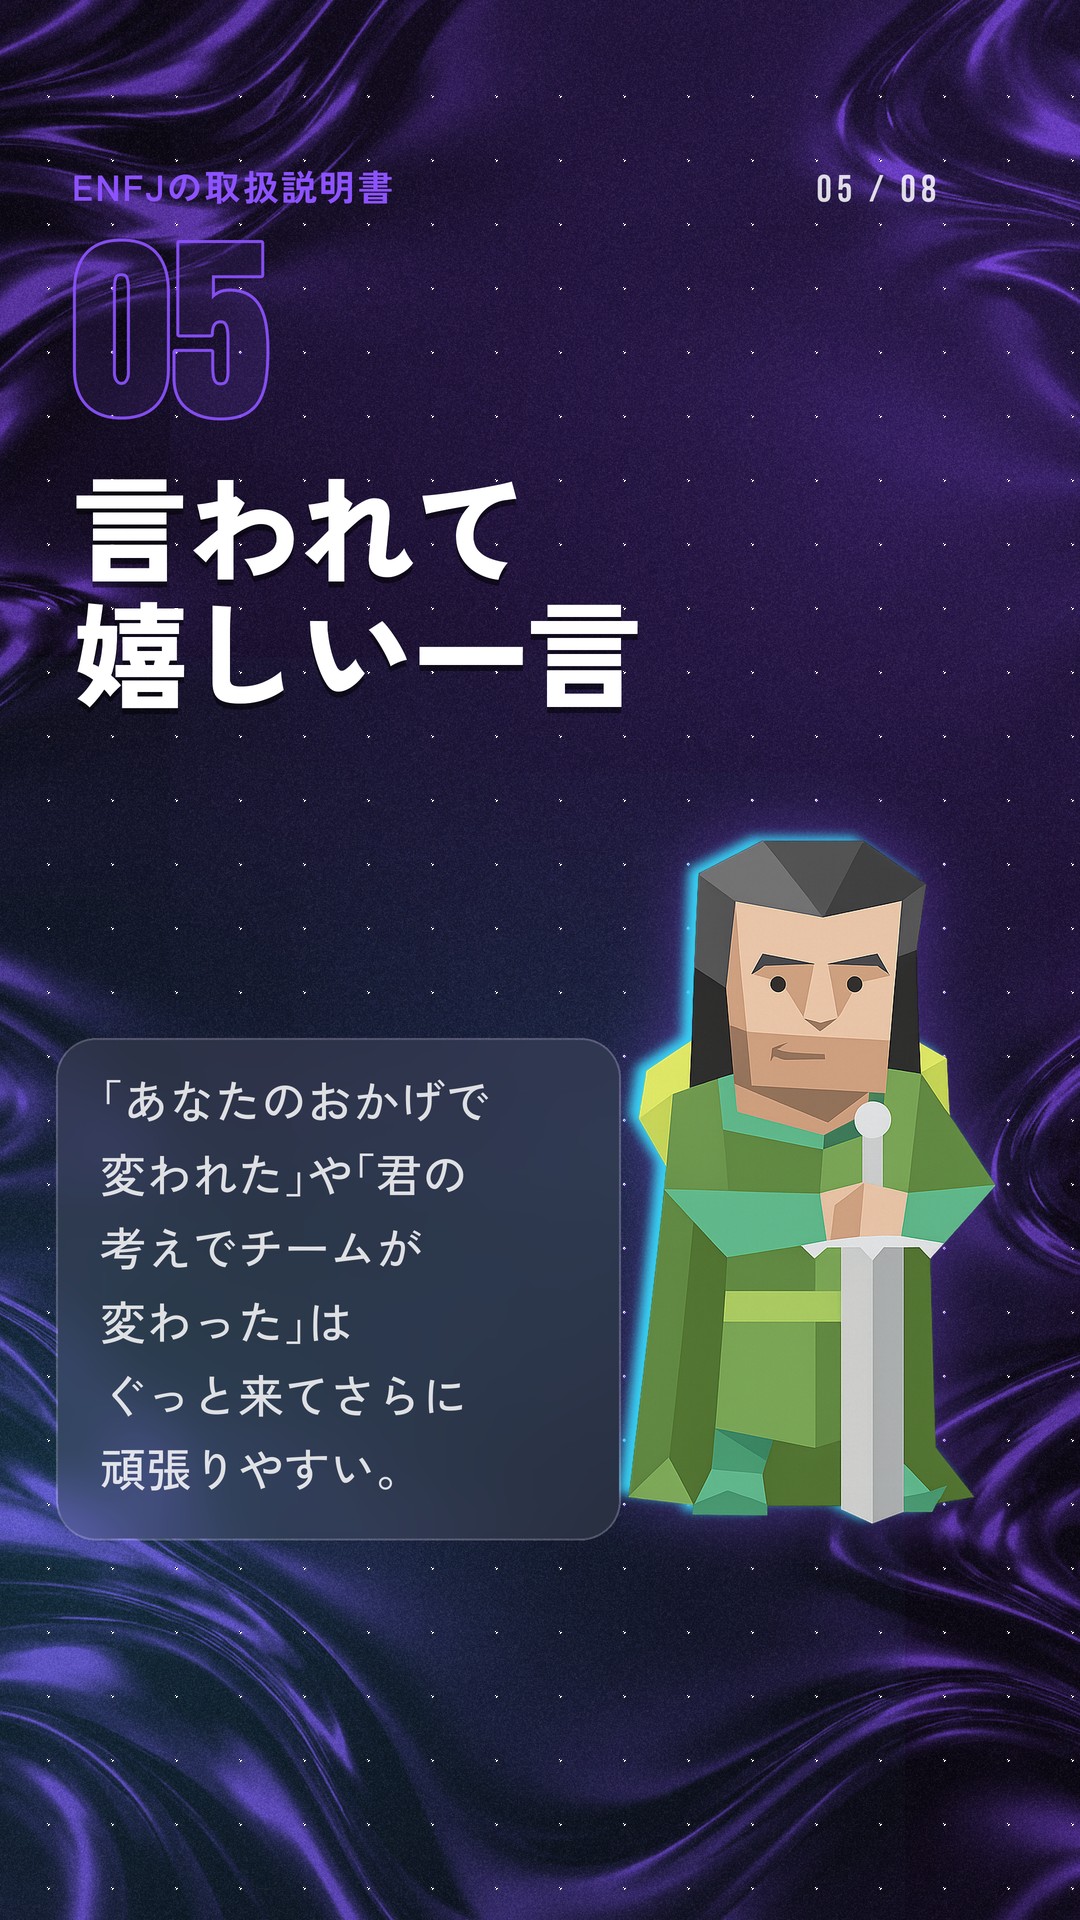 ENFJの取扱説明書
05 / 08
05
言われて
嬉しい一言
「あなたのおかげで
変われた」や「君の
考えでチームが
変わった」は
ぐっと来てさらに
頑張りやすい。